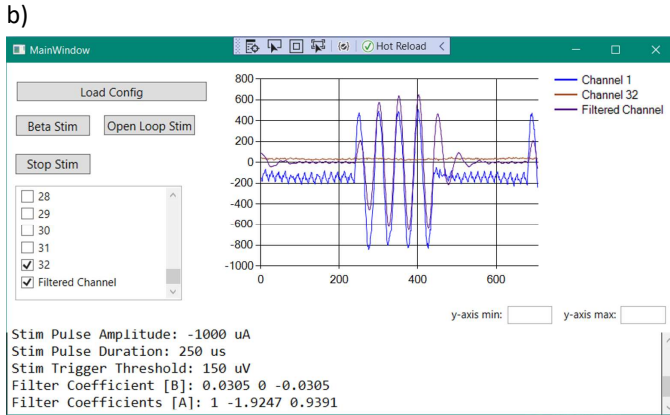 b)
MainWindow
Hot Reload
Load Config
Beta Stim
Open Loop Stim
Stop Stim
28
29
30
31
32
Filtered Channel
800
600
400
200
0
-200
-400
-600
-800
-1000
0
200
400
600
Channel 1
Channel 32
Filtered Channel
y-axis min:
y-axis max:
Stim Pulse Amplitude: -1000 uA
Stim Pulse Duration: 250 us
Stim Trigger Threshold: 150 uV
Filter Coefficient [B]: 0.0305 0 -0.0305
Filter Coefficients [A]: 1 -1.9247 0.9391